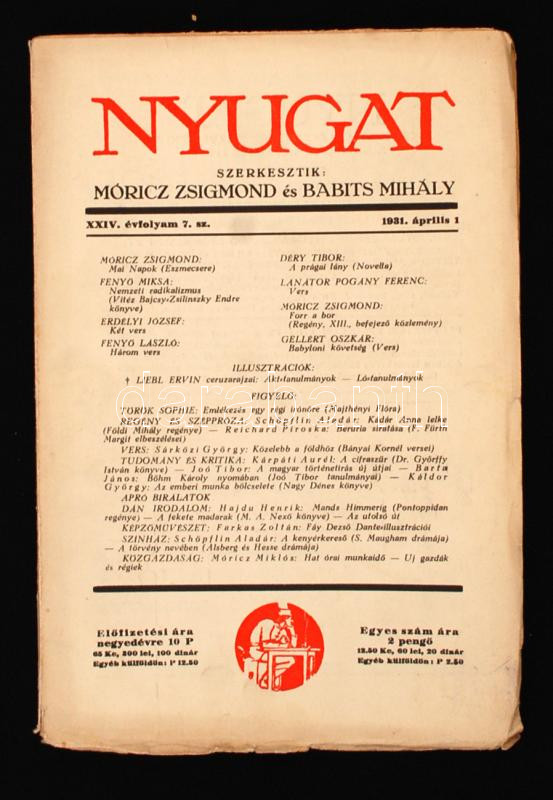 NYUGAT
SZERKESZTIK:
MÓRICZ ZSIGMOND és BABITS MIHÁLY
XXIV. évfolyam 7. sz.
1931. április 1
MÓRICZ ZSIGMOND:
Mai Napok (Eszmecsere)
FENYŐ MIKSA:
Nemzeti radikalizmus
(Vitéz Bajcsy-Zsilinszky Endre
könyve)
ERDÉLYI JÓZSEF:
Két vers
FENYŐ LÁSZLÓ:
Három vers
DÉRY TIBOR:
A prágai lány (Novella)
LÁNÁTOR POGÁNY FERENC:
Vers
MÓRICZ ZSIGMOND:
Forr a bor
(Regény, XIII., befejező közlemény)
GELLÉRT OSZKÁR:
Babyloni követség (Vers)
ILLUSZTRÁCIÓK:
† LIEBL ERVIN ceruzarajzai: Akttanulmányok — Lótanulmányok
FIGYELŐ:
TÖRÖK SOPHIE: Emlékezés egy régi írónőre (Majthényi Flóra)
REGÉNY ÉS SZÉPPRÓZA: Schöpflin Aladár: Kádár Anna lelke
(Földi Mihály regénye) — Reichard Piroska: Beruria siratása (F. Fürth
Margit elbeszélései)
VERS: Sárközi György: Közelebb a földhöz (Bányai Kornél versei)
TUDOMÁNY ÉS KRITIKA: Kárpáti Aurél: A cifraszűr (Dr. Györffy
István könyve) — Joó Tibor: A magyar történetírás új útjai — Barta
János: Böhm Károly nyomában (Joó Tibor tanulmányai) — Káldor
György: Az emberi munka bölcselete (Nagy Dénes könyve)
APRÓ BÍRÁLATOK
DÁN IRODALOM: Hajdu Henrik: Mands Himmerig (Pontoppidan
regénye) — A fekete madarak (M. A. Nexő könyve) — Az utolsó út
KÉPZŐMŰVÉSZET: Farkas Zoltán: Fáy Dezső Danteillusztrációi
SZÍNHÁZ: Schöpflin Aladár: A kenyérkereső (S. Maugham drámája)
— A törvény nevében (Alsberg és Hesse drámája)
KÖZGAZDASÁG: Móricz Miklós: Hat órai munkaidő — Uj gazdák
és régiek
Előfizetési ára
negyedévre 10 P
65 Kc, 300 lei, 100 dinár
Egyéb külföldön: P 12.50
Egyes szám ára
2 pengő
12.50 Kc, 60 lei, 20 dinár
Egyéb külföldön: P 2.50